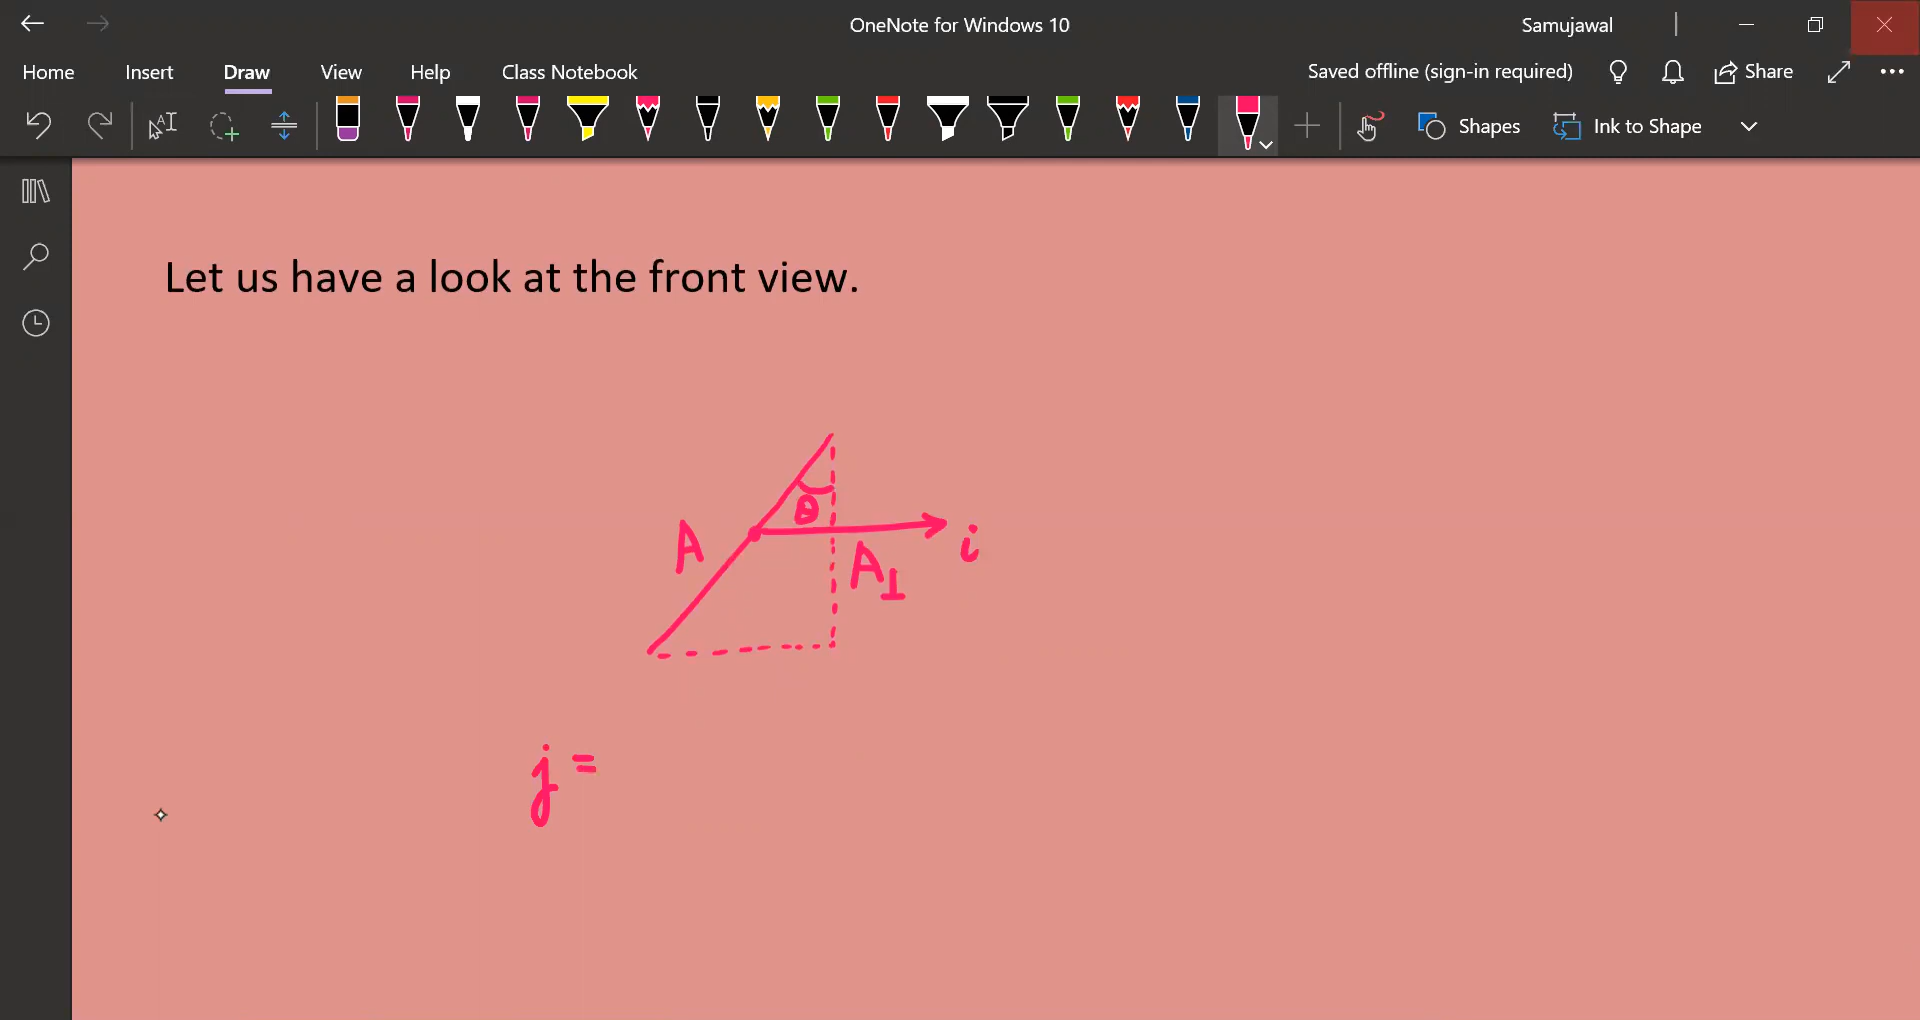 OneNote for Windows 10
Samujawal
Home Insert Draw View Help Class Notebook
Saved offline (sign-in required) Share
Shapes Ink to Shape
Let us have a look at the front view.
θ
A
i
A⊥
j =